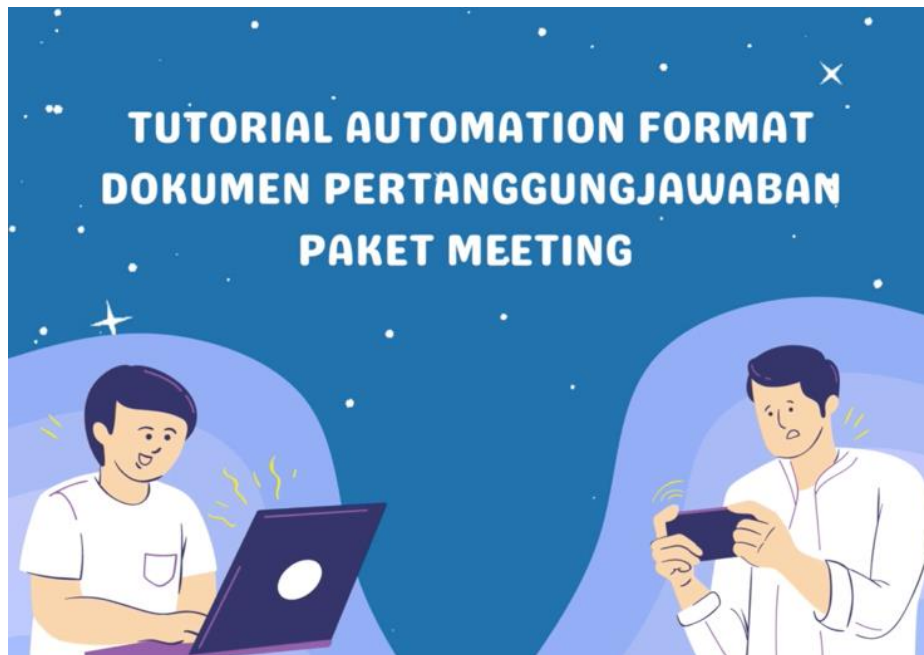 TUTORIAL AUTOMATION FORMAT
DOKUMEN PERTANGGUNGJAWABAN
PAKET MEETING